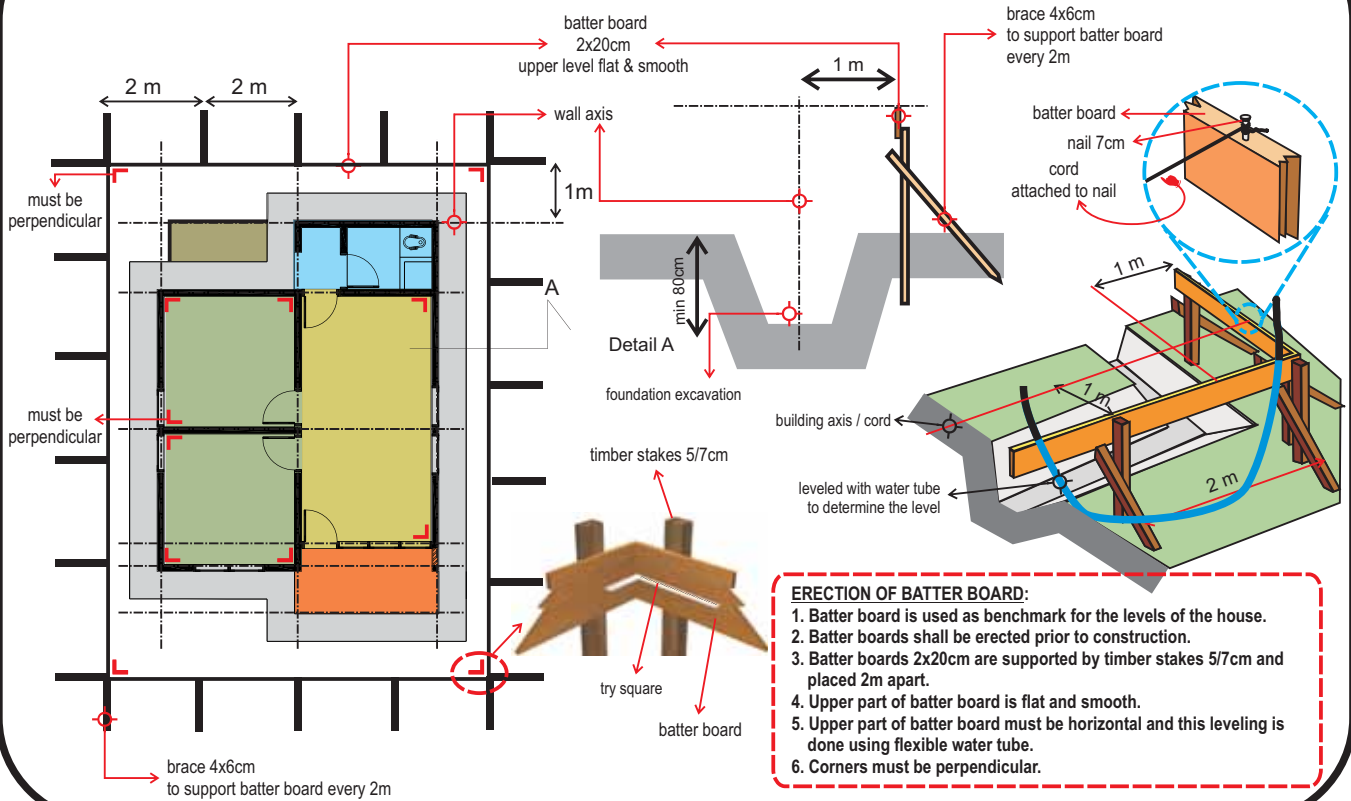 batter board
2x20cm
upper level flat & smooth
brace 4x6cm
to support batter board
every 2m
2 m
2 m
1 m
wall axis
batter board
nail 7cm
cord
attached to nail
must be
perpendicular
1m
A
min 80cm
Detail A
foundation excavation
1 m
1 m
building axis / cord
must be
perpendicular
timber stakes 5/7cm
leveled with water tube
to determine the level
2 m
try square
batter board
ERECTION OF BATTER BOARD:
1. Batter board is used as benchmark for the levels of the house.
2. Batter boards shall be erected prior to construction.
3. Batter boards 2x20cm are supported by timber stakes 5/7cm and
placed 2m apart.
4. Upper part of batter board is flat and smooth.
5. Upper part of batter board must be horizontal and this leveling is
done using flexible water tube.
6. Corners must be perpendicular.
brace 4x6cm
to support batter board every 2m